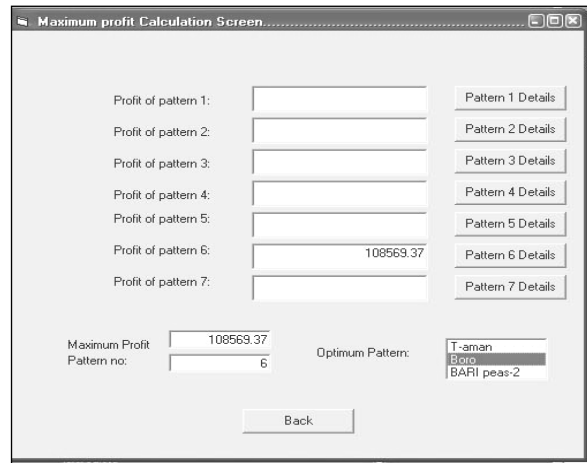 Maximum profit Calculation Screen................................................................
Profit of pattern 1:
Pattern 1 Details
Profit of pattern 2:
Pattern 2 Details
Profit of pattern 3:
Pattern 3 Details
Profit of pattern 4:
Pattern 4 Details
Profit of pattern 5:
Pattern 5 Details
Profit of pattern 6: 108569.37
Pattern 6 Details
Profit of pattern 7:
Pattern 7 Details
Maximum Profit 108569.37
Pattern no: 6
Optimum Pattern:
T-aman
Boro
BARI peas-2
Back